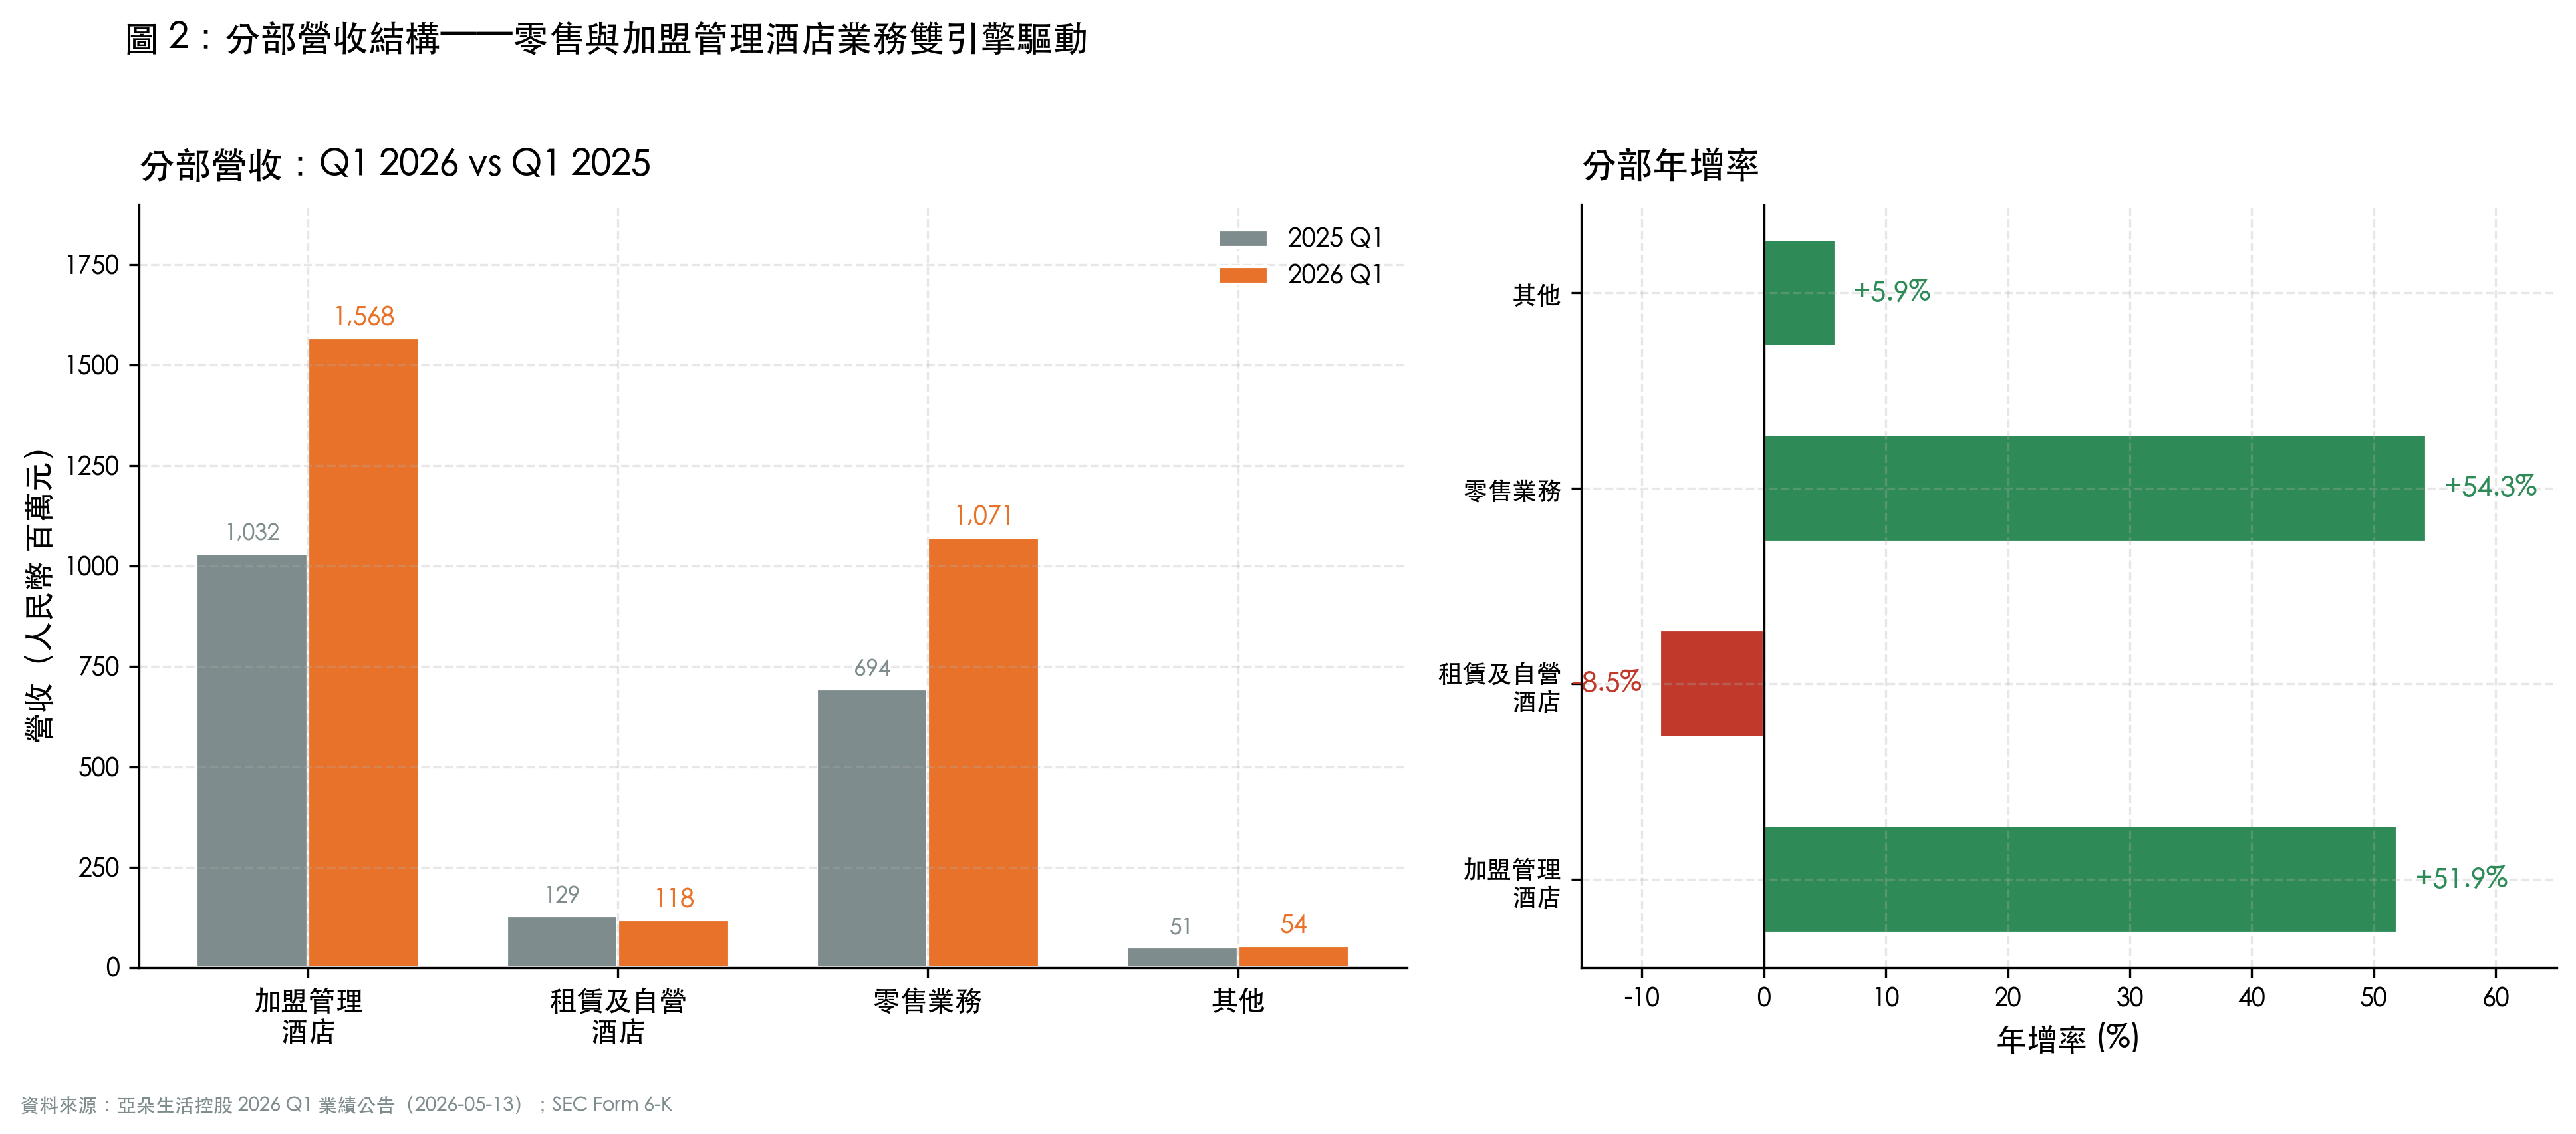 圖 2：分部營收結構——零售與加盟管理酒店業務雙引擎驅動
分部營收：Q1 2026 vs Q1 2025
2025 Q1
2026 Q1
營收（人民幣 百萬元）
1750
1500
1250
1000
750
500
250
0
1,032
1,568
129
118
694
1,071
51
54
加盟管理
酒店
租賃及自營
酒店
零售業務
其他
分部年增率
其他
+5.9%
零售業務
+54.3%
租賃及自營
酒店
-8.5%
加盟管理
酒店
+51.9%
-10
0
10
20
30
40
50
60
年增率 (%)
資料來源：亞朵生活控股 2026 Q1 業績公告（2026-05-13）；SEC Form 6-K